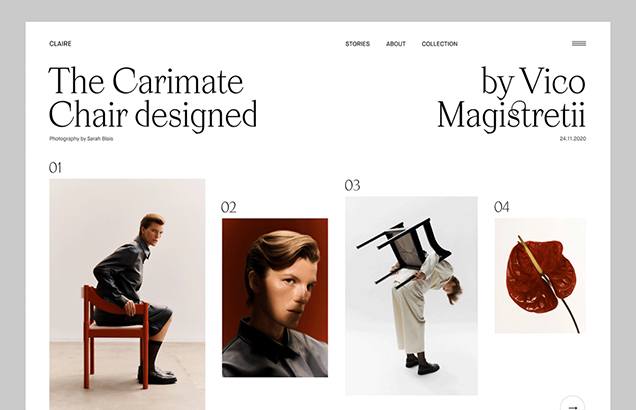 CLAIRE
STORIES ABOUT COLLECTION
The Carimate
Chair designed
by Vico
Magistretii
Photography by Sarah Blais
24.11.2020
01
02
03
04